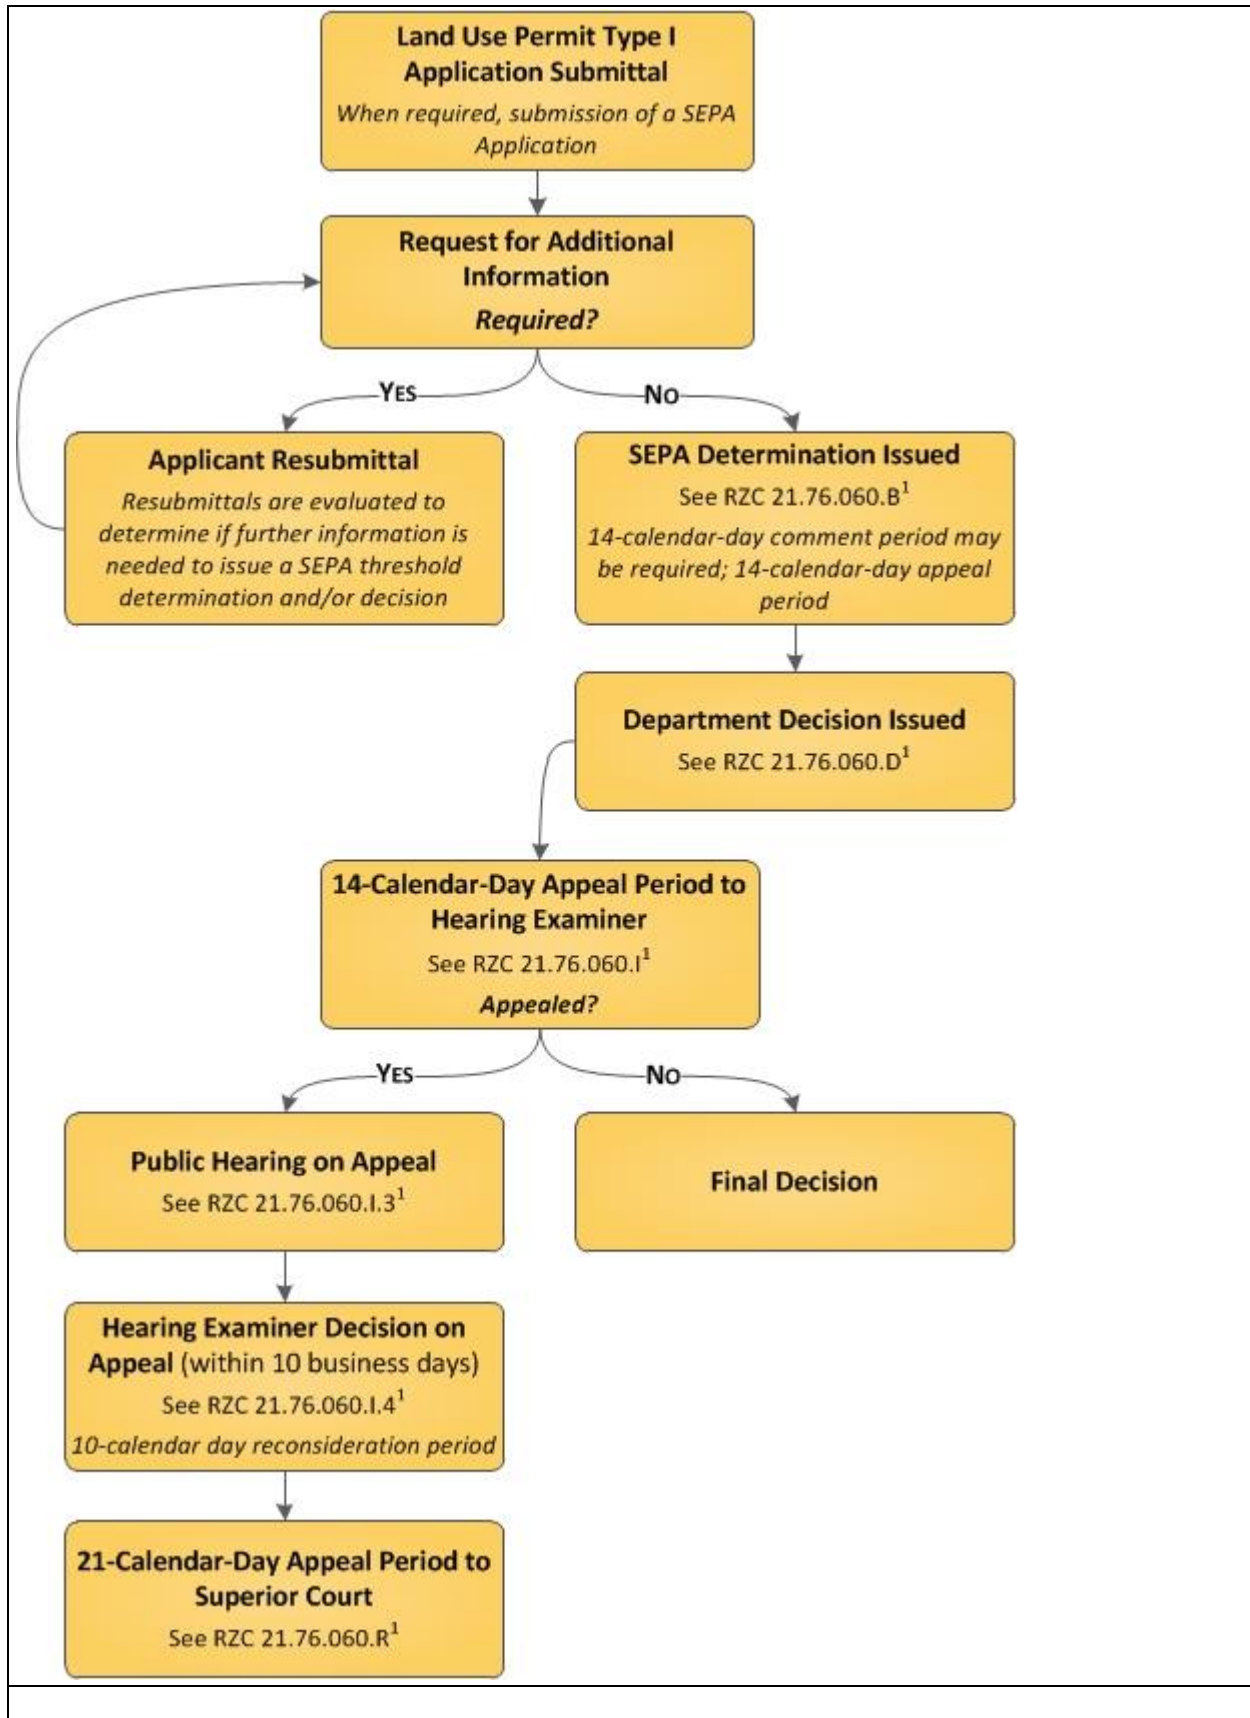 Land Use Permit Type I
Application Submittal
When required, submission of a SEPA
Application
Request for Additional
Information
Required?
YES
NO
Applicant Resubmittal
Resubmittals are evaluated to
determine if further information is
needed to issue a SEPA threshold
determination and/or decision
SEPA Determination Issued
See RZC 21.76.060.B¹
14-calendar-day comment period may
be required; 14-calendar-day appeal
period
Department Decision Issued
See RZC 21.76.060.D¹
14-Calendar-Day Appeal Period to
Hearing Examiner
See RZC 21.76.060.I¹
Appealed?
YES
NO
Public Hearing on Appeal
See RZC 21.76.060.I.3¹
Final Decision
Hearing Examiner Decision on
Appeal (within 10 business days)
See RZC 21.76.060.I.4¹
10-calendar day reconsideration period
21-Calendar-Day Appeal Period to
Superior Court
See RZC 21.76.060.R¹